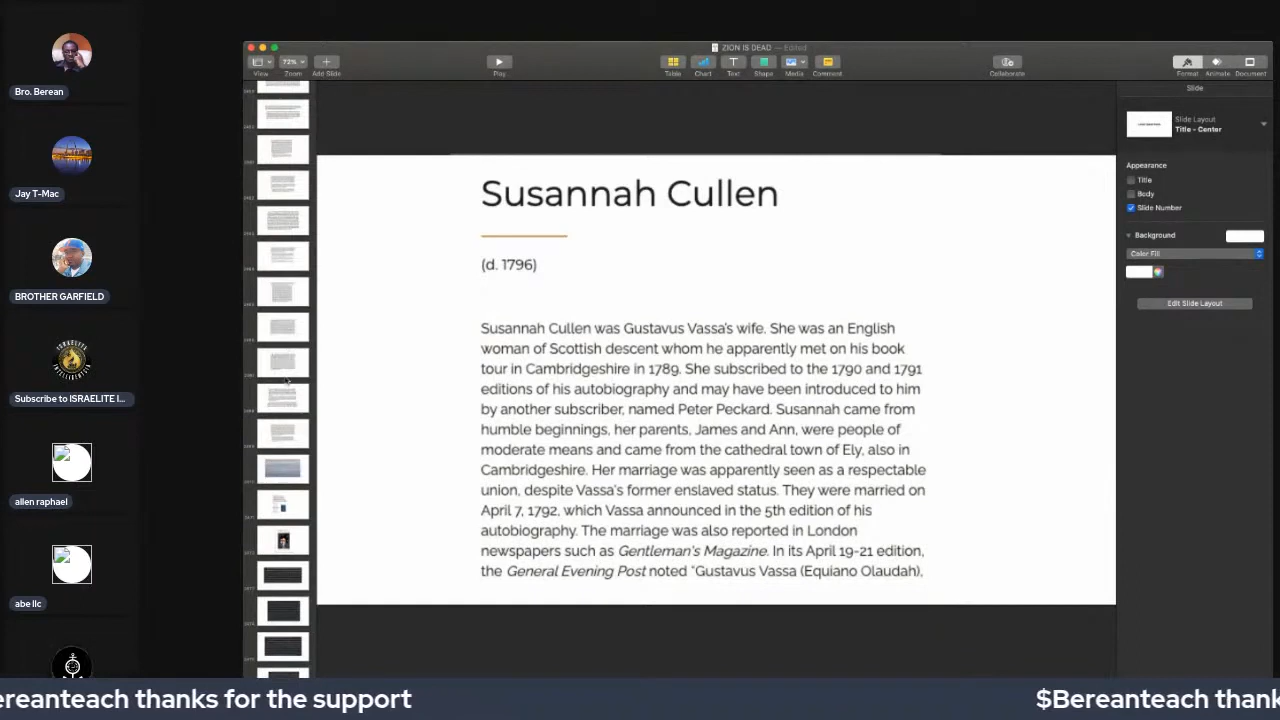 ZION IS DEAD — Edited
View
72%
Zoom
Add Slide
Play
Table
Chart
Text
Shape
Media
Comment
Collaborate
Format
Animate
Document
Slide
Slide Layout
Title - Center
Appearance
Title
Body
Slide Number
Background
Color Fill
Edit Slide Layout
Bro Berean
Mac
OTHER GARFIELD
ISRAELITE
scribe to ISRAELITE I...
allen raphael
abe llc
Susannah Cullen
(d. 1796)
Susannah Cullen was Gustavus Vassa's wife. She was an English
woman of Scottish descent whom he apparently met on his book
tour in Cambridgeshire in 1789. She subscribed to the 1790 and 1791
editions of his autobiography and may have been introduced to him
by another subscriber, named Peter Peckard. Susannah came from
humble beginnings, her parents, James and Ann, were people of
moderate means and came from the cathedral town of Ely, also in
Cambridgeshire. Her marriage was apparently seen as a respectable
union, despite Vassa's former enslaved status. They were married on
April 7, 1792, which Vassa announced in the 5th edition of his
autobiography. The marriage was also reported in London
newspapers such as Gentleman's Magazine. In its April 19-21 edition,
the General Evening Post noted "Gustavus Vassa (Equiano Olaudah),
ereanteach thanks for the support
$Bereanteach thank